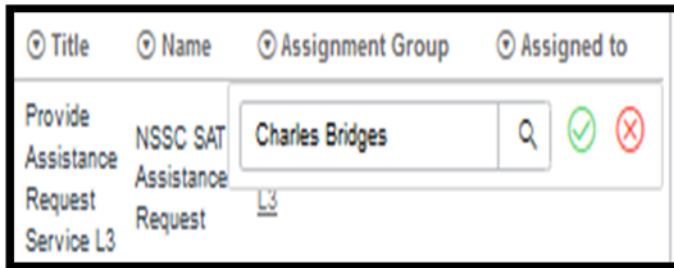 Title Name Assignment Group Assigned to
Provide
Assistance
Request
Service L3
NSSC SAT
Assistance
Request
Charles Bridges
L3